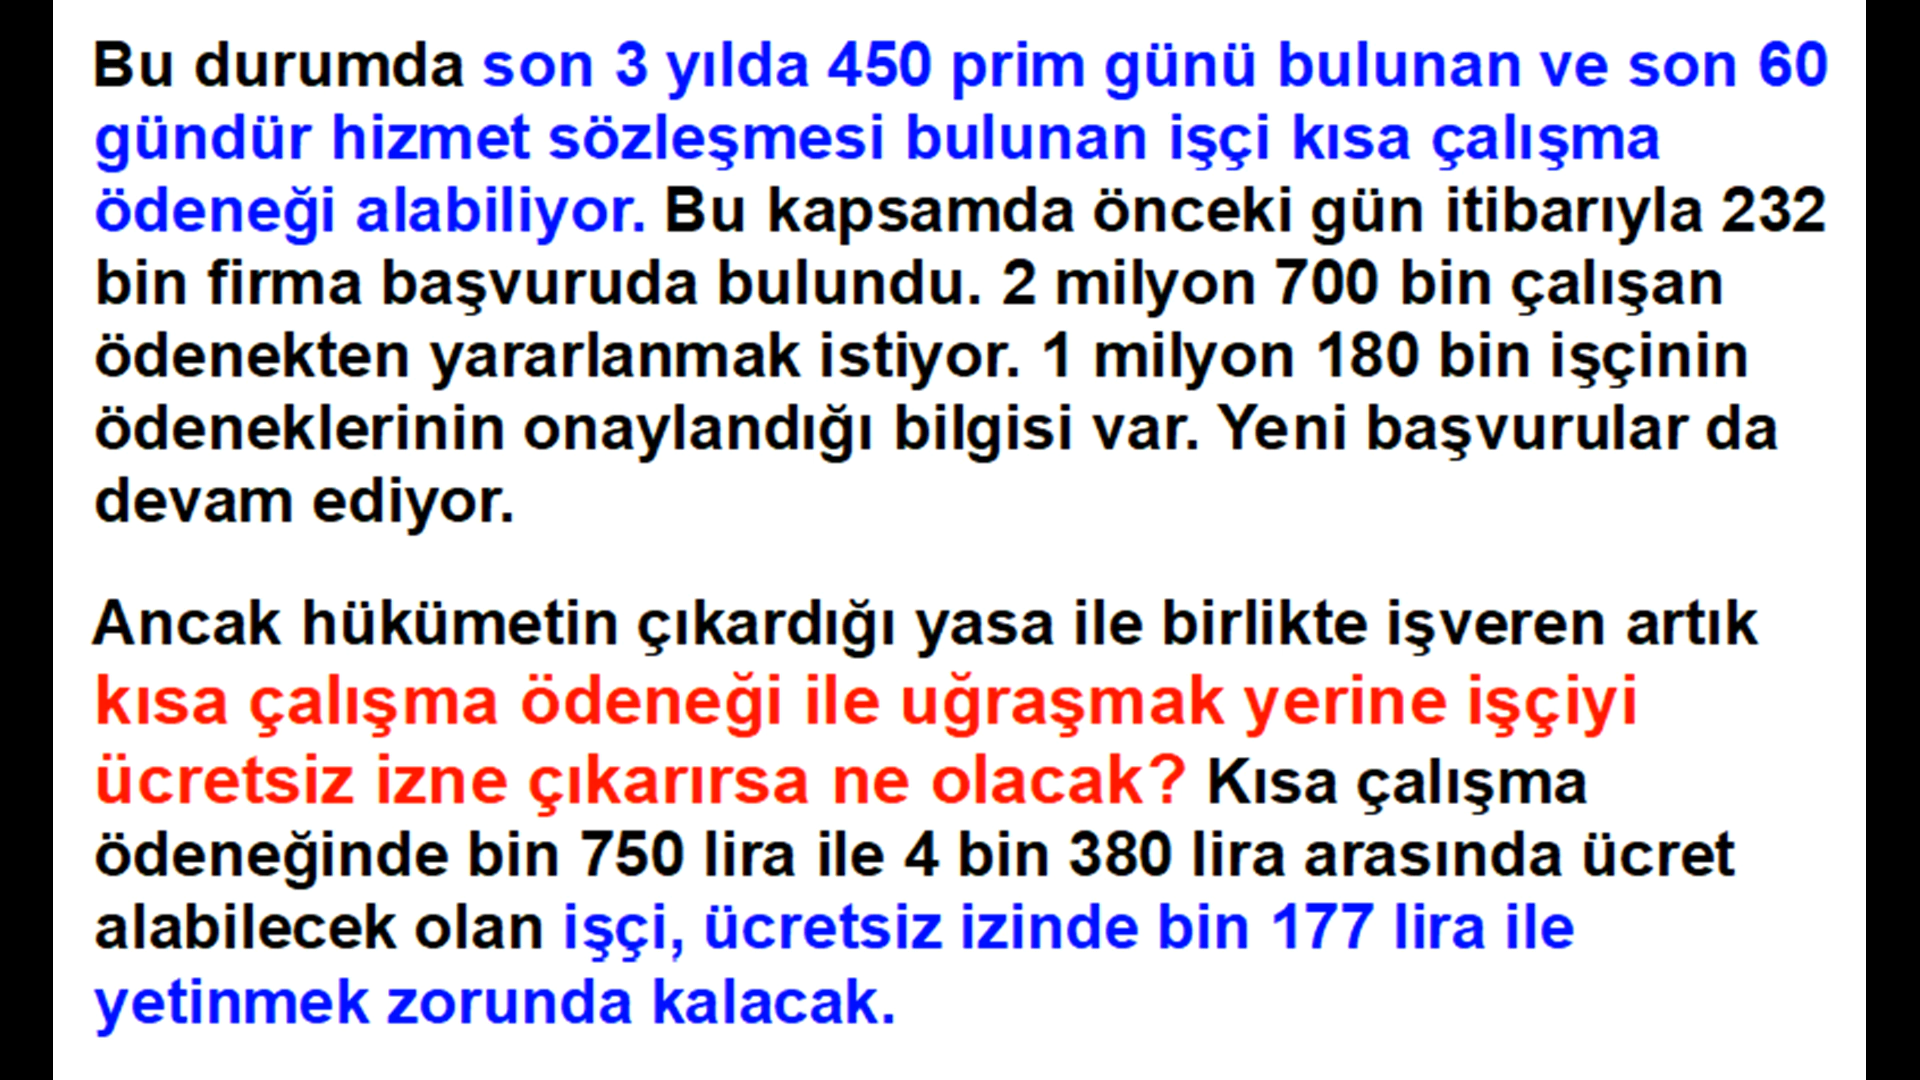 Bu durumda son 3 yılda 450 prim günü bulunan ve son 60
gündür hizmet sözleşmesi bulunan işçi kısa çalışma
ödeneği alabiliyor. Bu kapsamda önceki gün itibarıyla 232
bin firma başvuruda bulundu. 2 milyon 700 bin çalışan
ödenekten yararlanmak istiyor. 1 milyon 180 bin işçinin
ödeneklerinin onaylandığı bilgisi var. Yeni başvurular da
devam ediyor.
Ancak hükümetin çıkardığı yasa ile birlikte işveren artık
kısa çalışma ödeneği ile uğraşmak yerine işçiyi
ücretsiz izne çıkarırsa ne olacak? Kısa çalışma
ödeneğinde bin 750 lira ile 4 bin 380 lira arasında ücret
alabilecek olan işçi, ücretsiz izinde bin 177 lira ile
yetinmek zorunda kalacak.